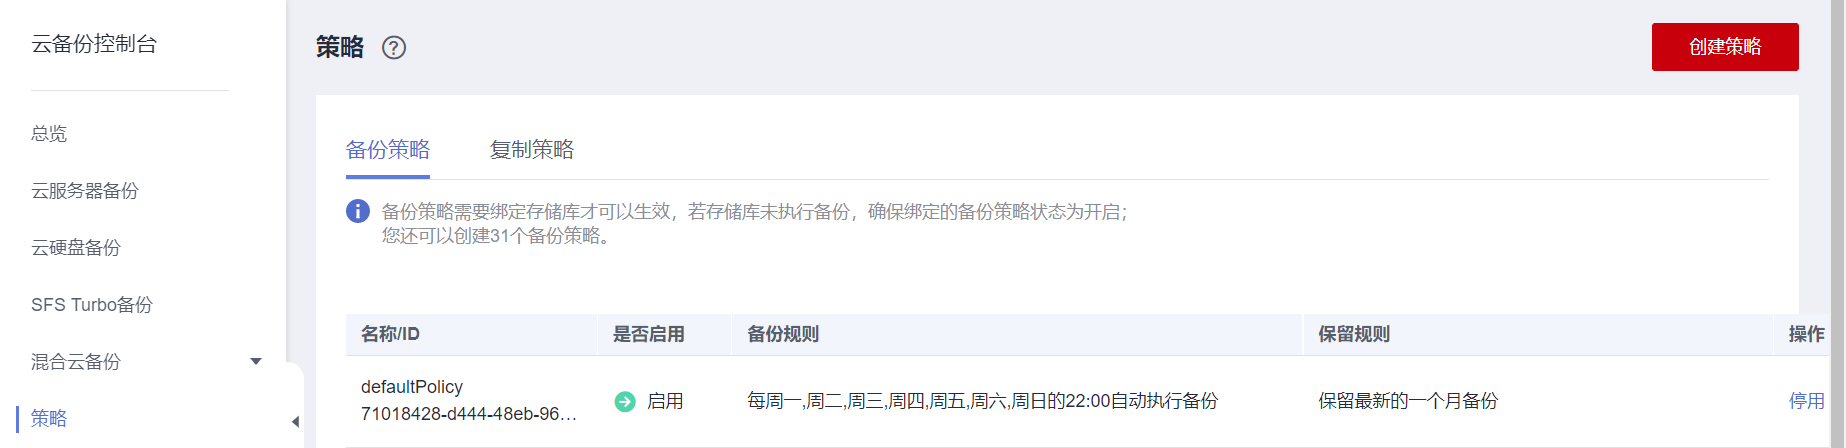 云备份控制台
总览
云服务器备份
云硬盘备份
SFS Turbo备份
混合云备份
策略
策略 ?
创建策略
备份策略 复制策略
备份策略需要绑定存储库才可以生效，若存储库未执行备份，确保绑定的备份策略状态为开启；
您还可以创建31个备份策略。
名称/ID 是否启用 备份规则 保留规则 操作
defaultPolicy
71018428-d444-48eb-96...
启用 每周一,周二,周三,周四,周五,周六,周日的22:00自动执行备份 保留最新的一个月备份 停用